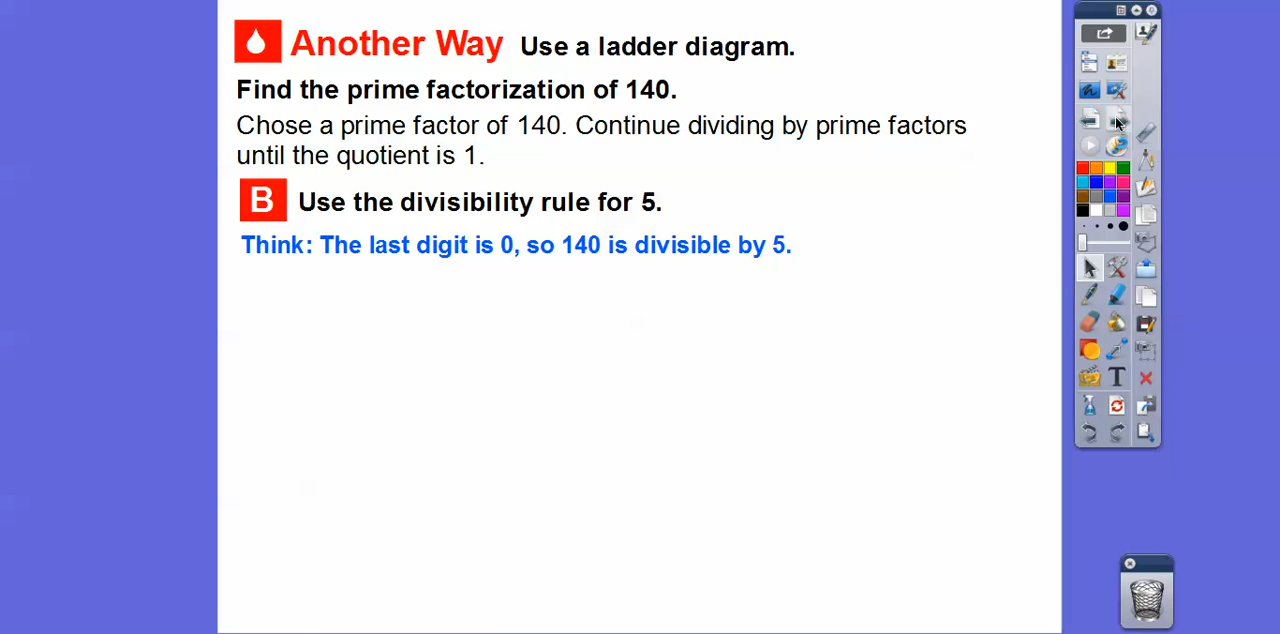 Another Way Use a ladder diagram.
Find the prime factorization of 140.
Chose a prime factor of 140. Continue dividing by prime factors
until the quotient is 1.
B Use the divisibility rule for 5.
Think: The last digit is 0, so 140 is divisible by 5.
T